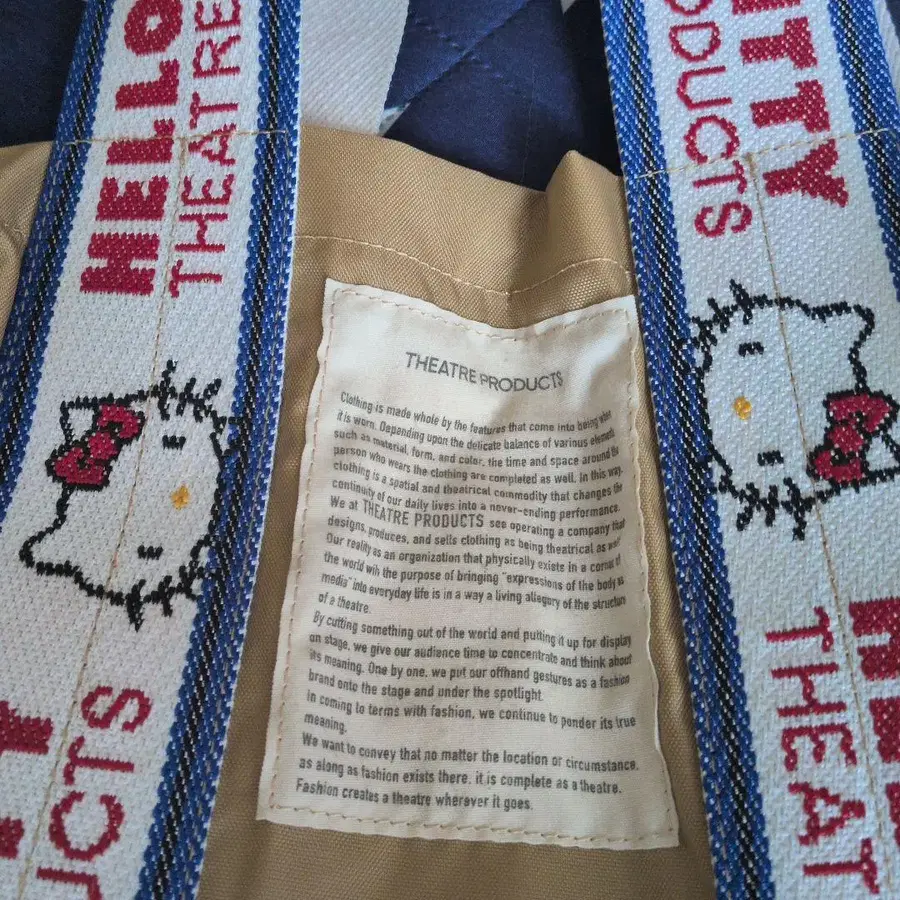 HELLO
THEATRE
UCTS
ITTY
ODUCTS
THEAT
THEATRE PRODUCTS
Clothing is made whole by the features that come into being when
it is worn. Depending upon the delicate balance of various elements
such as material, form, and color, the time and space around the
person who wears the clothing are completed as well. In this way,
clothing is a spatial and theatrical commodity that changes the
continuity of our daily lives into a never-ending performance.
We at THEATRE PRODUCTS see operating a company that
designs, produces, and sells clothing as being theatrical as well.
Our reality as an organization that physically exists in a corner of
the world wih the purpose of bringing "expressions of the body as
media" into everyday life is in a way a living allegory of the structure
of a theatre.
By cutting something out of the world and putting it up for display
on stage, we give our audience time to concentrate and think about
its meaning. One by one, we put our offhand gestures as a fashion
brand onto the stage and under the spotlight.
In coming to terms with fashion, we continue to ponder its true
meaning.
We want to convey that no matter the location or circumstance,
as along as fashion exists there, it is complete as a theatre.
Fashion creates a theatre wherever it goes.